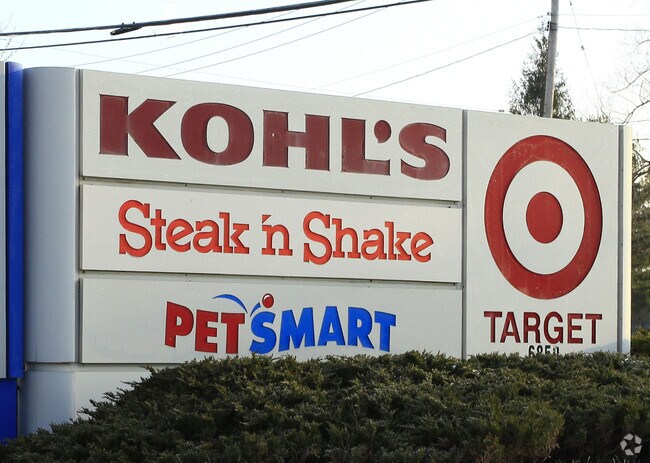 KOHL'S
Steak 'n Shake
PETSMART
TARGET